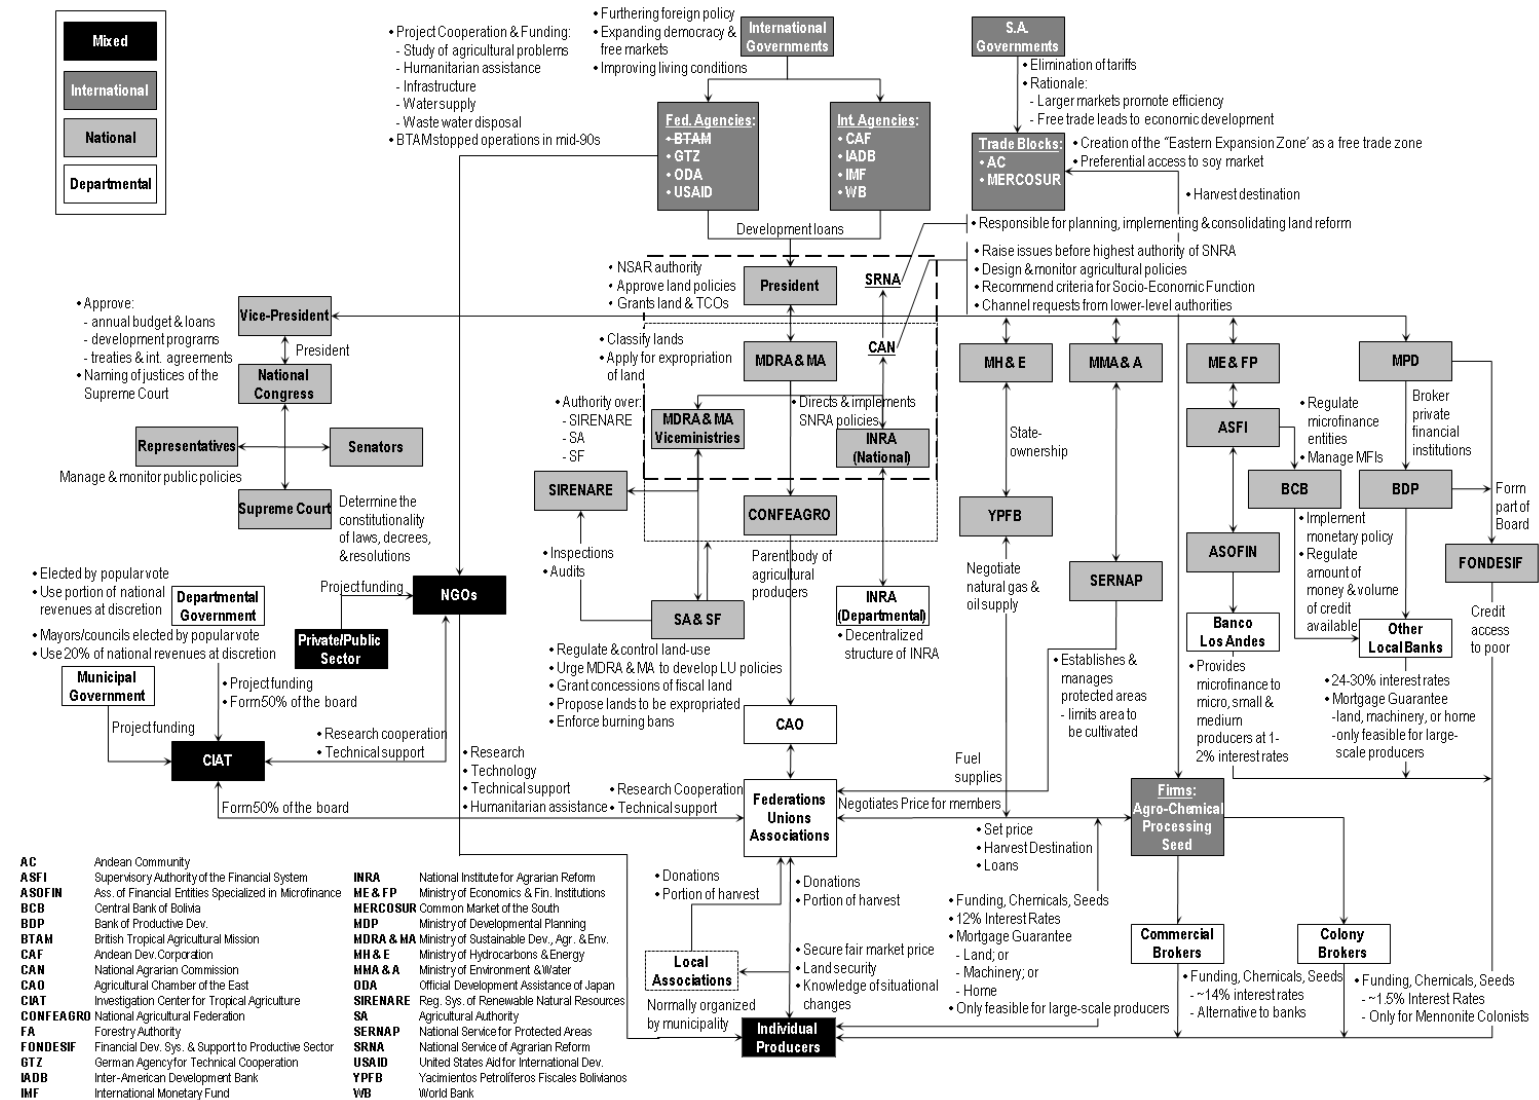 Mixed
International
National
Departmental
• Project Cooperation & Funding:
- Study of agricultural problems
- Humanitarian assistance
- Infrastructure
- Water supply
- Waste water disposal
• BTAM stopped operations in mid-90s
• Furthering foreign policy
• Expanding democracy &
free markets
• Improving living conditions
International
Governments
S.A.
Governments
• Elimination of tariffs
• Rationale:
- Larger markets promote efficiency
- Free trade leads to economic development
Fed. Agencies:
• BTAM
• GTZ
• ODA
• USAID
Int. Agencies:
• CAF
• IADB
• IMF
• WB
Trade Blocks:
• AC
• MERCOSUR
• Creation of the “Eastern Expansion Zone’ as a free trade zone
• Preferential access to soy market
• Harvest destination
Development loans
• Responsible for planning, implementing & consolidating land reform
• Raise issues before highest authority of SNRA
• Design & monitor agricultural policies
• Recommend criteria for Socio-Economic Function
• Channel requests from lower-level authorities
• NSAR authority
• Approve land policies
• Grants land & TCOs
President
SRNA
• Approve:
- annual budget & loans
- development programs
- treaties & int. agreements
• Naming of justices of the
Supreme Court
Vice-President
President
National
Congress
Representatives
Senators
Manage & monitor public policies
Supreme Court
Determine the
constitutionality
of laws, decrees,
& resolutions
• Classify lands
• Apply for expropriation
of land
MDRA & MA
CAN
• Authority over:
- SIRENARE
- SA
- SF
MDRA & MA
Viceministries
• Directs & implements
SNRA policies
INRA
(National)
SIRENARE
CONFEAGRO
• Inspections
• Audits
Parent body of
agricultural
producers
SA & SF
INRA
(Departmental)
• Decentralized
structure of INRA
• Regulate & control land-use
• Urge MDRA & MA to develop LU policies
• Grant concessions of fiscal land
• Propose lands to be expropriated
• Enforce burning bans
MH & E
MMA & A
ME & FP
MPD
State-
ownership
YPFB
Negotiate
natural gas &
oil supply
SERNAP
• Establishes &
manages
protected areas
- limits area to
be cultivated
ASFI
• Regulate
microfinance
entities
• Manage MFIs
Broker
private
financial
institutions
BCB
BDP
• Form
part of
Board
ASOFIN
• Implement
monetary policy
• Regulate
amount of
money & volume
of credit
available
FONDESIF
Banco
Los Andes
Other
Local Banks
Credit
access
to poor
• Provides
microfinance to
micro, small &
medium
producers at 1-
2% interest rates
• 24-30% interest rates
• Mortgage Guarantee
-land, machinery, or home
-only feasible for large-
scale producers
• Elected by popular vote
• Use portion of national
revenues at discretion
Departmental
Government
Project funding
NGOs
• Mayors/councils elected by popular vote
• Use 20% of national revenues at discretion
Private/Public
Sector
Municipal
Government
• Project funding
• Form 50% of the board
Project funding
CIAT
• Research cooperation
• Technical support
• Research
• Technology
• Technical support
• Humanitarian assistance
Form 50% of the board
CAO
• Research Cooperation
• Technical support
Federations
Unions
Associations
Negotiates Price for members
Fuel
supplies
• Set price
• Harvest Destination
• Loans
Firms:
Agro-Chemical
Processing
Seed
• Donations
• Portion of harvest
• Donations
• Portion of harvest
• Funding, Chemicals, Seeds
• 12% Interest Rates
• Mortgage Guarantee
- Land; or
- Machinery; or
- Home
• Only feasible for large-scale producers
Commercial
Brokers
Colony
Brokers
• Funding, Chemicals, Seeds
- ~14% interest rates
- Alternative to banks
• Funding, Chemicals, Seeds
- ~1.5% Interest Rates
- Only for Mennonite Colonists
Local
Associations
• Secure fair market price
• Land security
• Knowledge of situational
changes
Normally organized
by municipality
Individual
Producers
AC Andean Community
ASFI Supervisory Authority of the Financial System
ASOFIN Ass. of Financial Entities Specialized in Microfinance
BCB Central Bank of Bolivia
BDP Bank of Productive Dev.
BTAM British Tropical Agricultural Mission
CAF Andean Dev. Corporation
CAN National Agrarian Commission
CAO Agricultural Chamber of the East
CIAT Investigation Center for Tropical Agriculture
CONFEAGRO National Agricultural Federation
FA Forestry Authority
FONDESIF Financial Dev. Sys. & Support to Productive Sector
GTZ German Agency for Technical Cooperation
IADB Inter-American Development Bank
IMF International Monetary Fund
INRA National Institute for Agrarian Reform
ME & FP Ministry of Economics & Fin. Institutions
MERCOSUR Common Market of the South
MDP Ministry of Developmental Planning
MDRA & MA Ministry of Sustainable Dev., Agr. & Env.
MH & E Ministry of Hydrocarbons & Energy
MMA & A Ministry of Environment & Water
ODA Official Development Assistance of Japan
SIRENARE Reg. Sys. of Renewable Natural Resources
SA Agricultural Authority
SERNAP National Service for Protected Areas
SRNA National Service of Agrarian Reform
USAID United States Aid for International Dev.
YPFB Yacimientos Petrolíferos Fiscales Bolivianos
WB World Bank